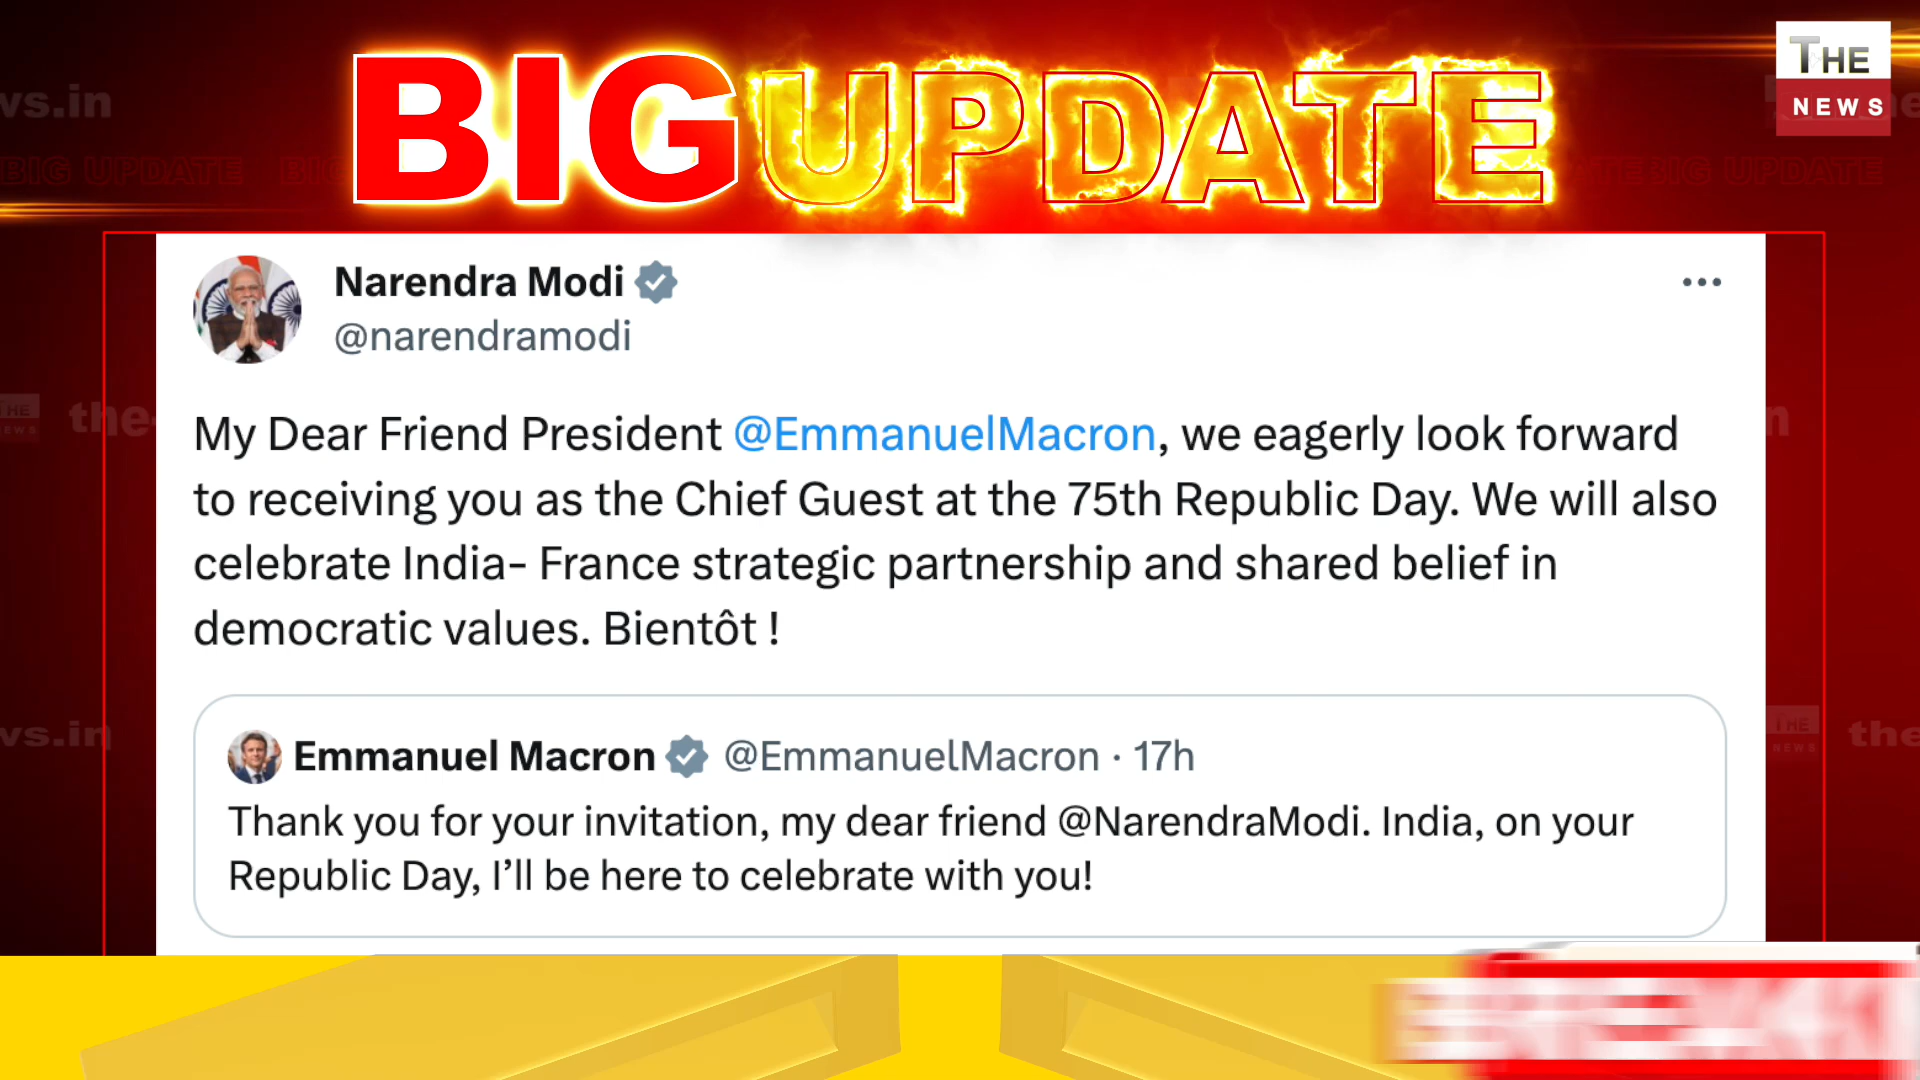 BIG UPDATE
THE
NEWS
Narendra Modi
@narendramodi
My Dear Friend President @EmmanuelMacron, we eagerly look forward
to receiving you as the Chief Guest at the 75th Republic Day. We will also
celebrate India- France strategic partnership and shared belief in
democratic values. Bientôt !
Emmanuel Macron @EmmanuelMacron · 17h
Thank you for your invitation, my dear friend @NarendraModi. India, on your
Republic Day, I’ll be here to celebrate with you!